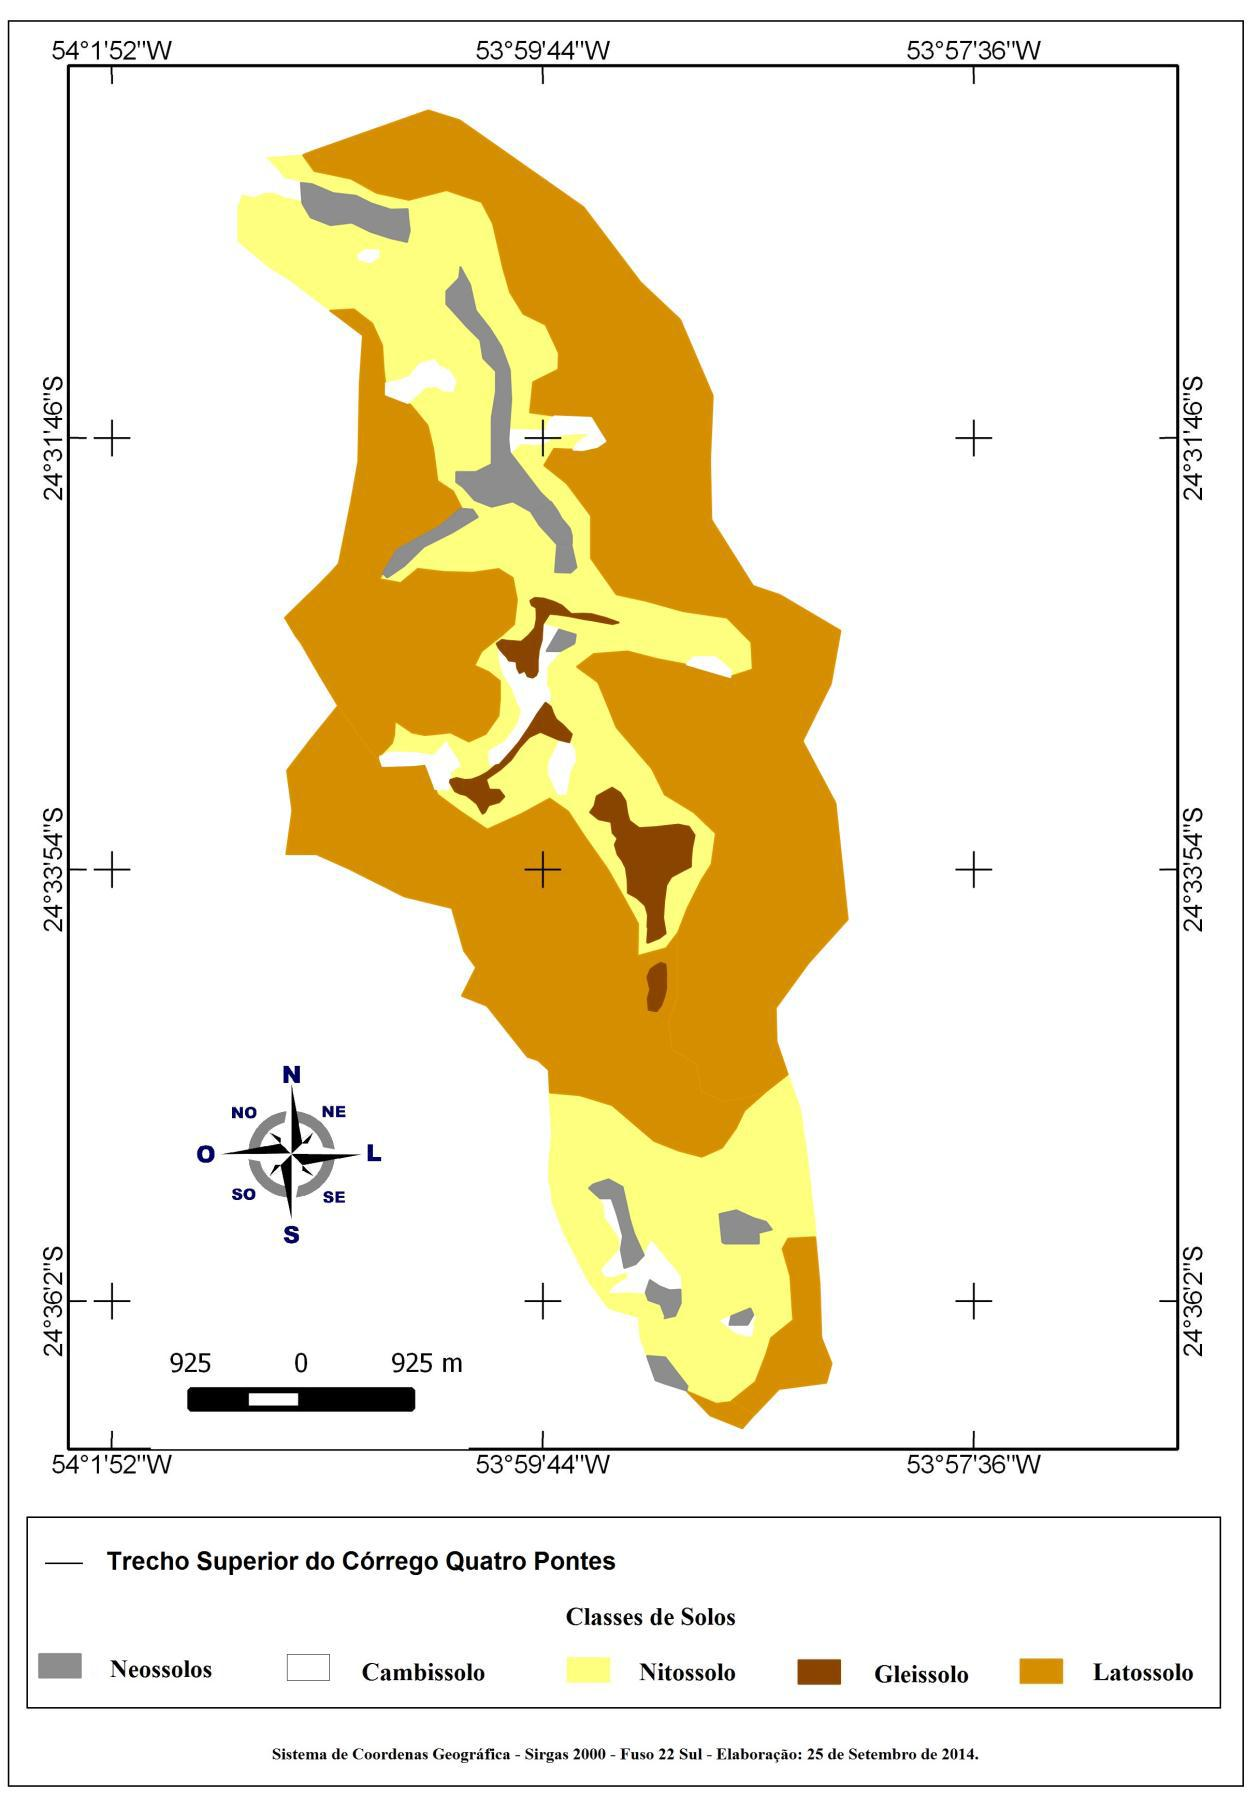 54°1'52"W 53°59'44"W 53°57'36"W
24°31'46"S 24°31'46"S
24°33'54"S 24°33'54"S
N
NO NE
O L
SO SE
S
24°36'2"S 24°36'2"S
925 0 925 m
54°1'52"W 53°59'44"W 53°57'36"W
Trecho Superior do Córrego Quatro Pontes
Classes de Solos
Neossolos Cambissolo Nitossolo Gleissolo Latossolo
Sistema de Coordenas Geográfica - Sirgas 2000 - Fuso 22 Sul - Elaboração: 25 de Setembro de 2014.